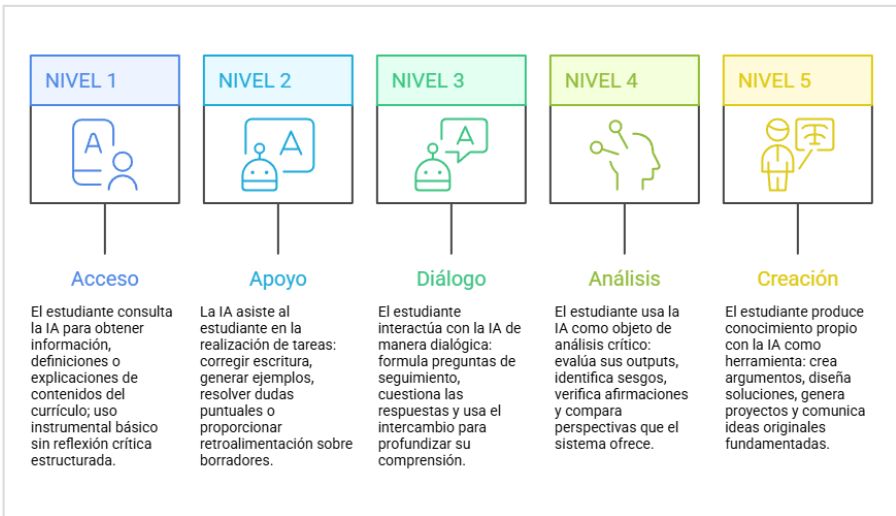 NIVEL 1
NIVEL 2
NIVEL 3
NIVEL 4
NIVEL 5
A
A
A
Acceso
El estudiante consulta
la IA para obtener
información,
definiciones o
explicaciones de
contenidos del
currículo; uso
instrumental básico
sin reflexión crítica
estructurada.
Apoyo
La IA asiste al
estudiante en la
realización de tareas:
corregir escritura,
generar ejemplos,
resolver dudas
puntuales o
proporcionar
retroalimentación sobre
borradores.
Diálogo
El estudiante
interactúa con la IA de
manera dialógica:
formula preguntas de
seguimiento,
cuestiona las
respuestas y usa el
intercambio para
profundizar su
comprensión.
Análisis
El estudiante usa la
IA como objeto de
análisis crítico:
evalúa sus outputs,
identifica sesgos,
verifica afirmaciones
y compara
perspectivas que el
sistema ofrece.
Creación
El estudiante produce
conocimiento propio
con la IA como
herramienta: crea
argumentos, diseña
soluciones, genera
proyectos y comunica
ideas originales
fundamentadas.